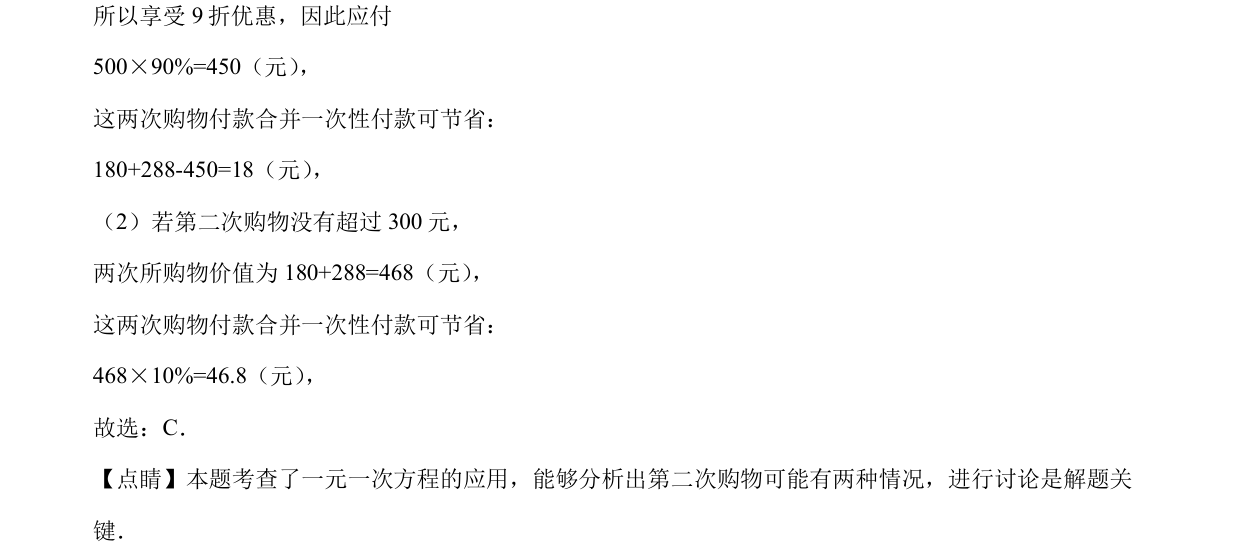 所以享受 9 折优惠，因此应付
500×90%=450（元），
这两次购物付款合并一次性付款可节省：
180+288-450=18（元），
（2）若第二次购物没有超过 300 元，
两次所购物价值为 180+288=468（元），
这两次购物付款合并一次性付款可节省：
468×10%=46.8（元），
故选：C．
【点睛】本题考查了一元一次方程的应用，能够分析出第二次购物可能有两种情况，进行讨论是解题关
键．